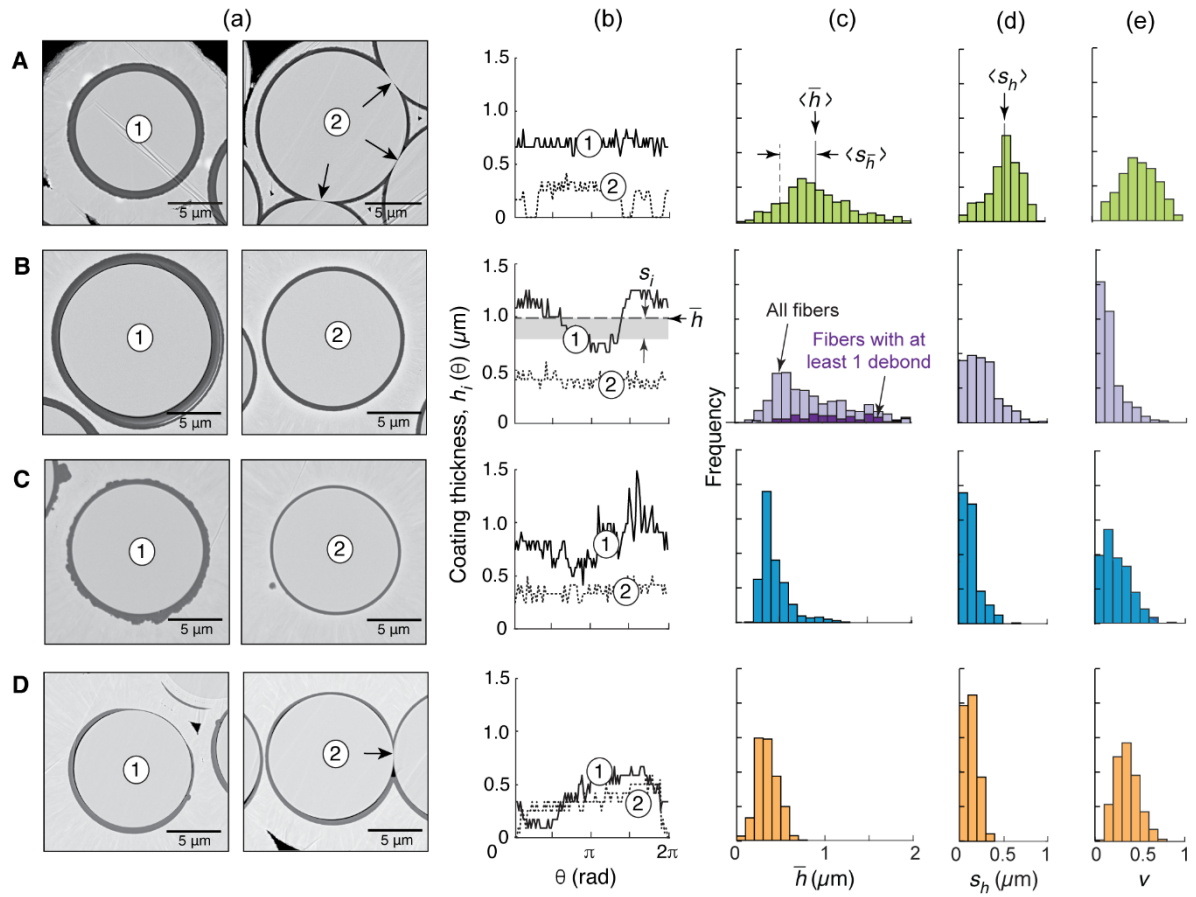 (a) (b) (c) (d) (e)
A
1
5 μm
2
5 μm
1.5
1.0
0.5
0
1
2
⟨h̅⟩
⟨s_h̅⟩
⟨s_h⟩
B
1
5 μm
2
5 μm
1.5
1.0
0.5
0
s_i
h̅
1
2
All fibers
Fibers with at
least 1 debond
C
1
5 μm
2
5 μm
1.5
1.0
0.5
0
1
2
D
1
5 μm
2
5 μm
1.5
1.0
0.5
0
1
2
0 π 2π
θ (rad)
Coating thickness, h_i (θ) (μm)
Frequency
0 1 2
h̅ (μm)
0 0.5 1
s_h (μm)
0 0.5 1
v